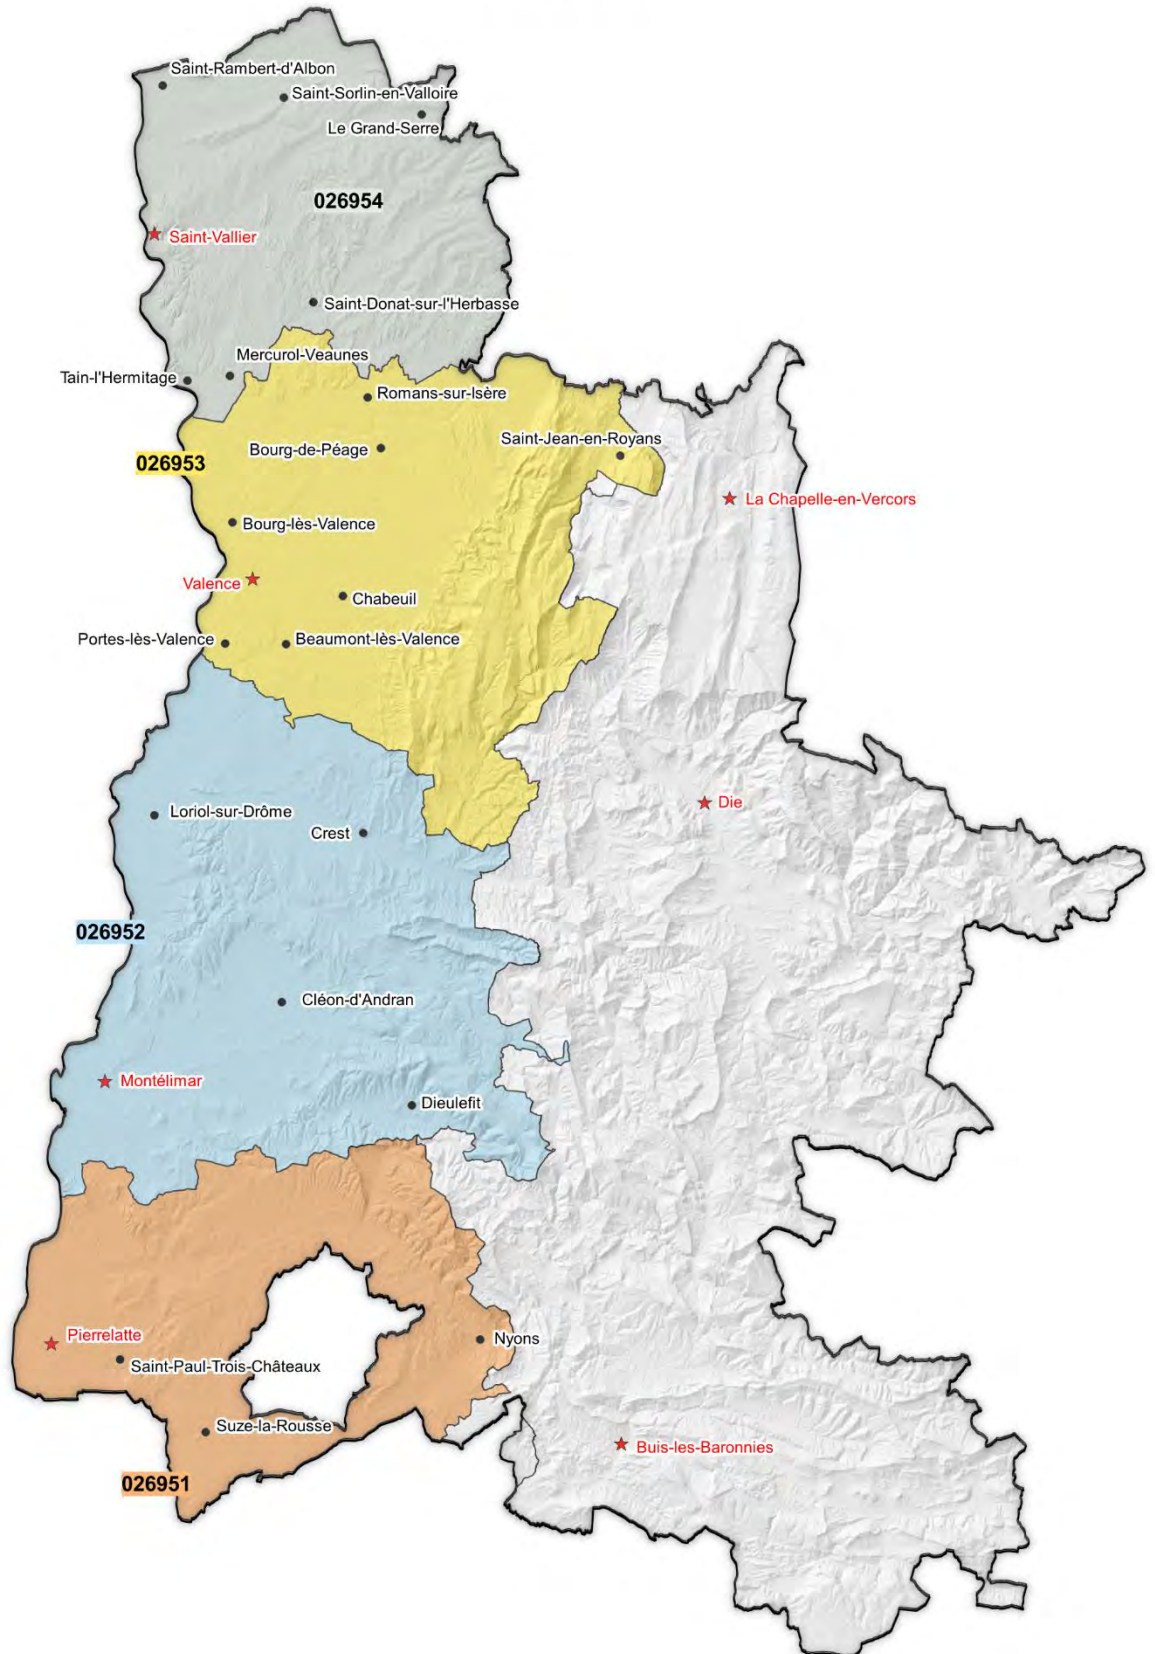 Saint-Rambert-d'Albon
Saint-Sorlin-en-Valloire
Le Grand-Serre
026954
Saint-Vallier
Saint-Donat-sur-l'Herbasse
Mercurol-Veaunes
Tain-l'Hermitage
Romans-sur-Isère
Saint-Jean-en-Royans
Bourg-de-Péage
026953
La Chapelle-en-Vercors
Bourg-lès-Valence
Valence
Chabeuil
Portes-lès-Valence
Beaumont-lès-Valence
Die
Loriol-sur-Drôme
Crest
026952
Cléon-d'Andran
Montélimar
Dieulefit
Pierrelatte
Nyons
Saint-Paul-Trois-Châteaux
Suze-la-Rousse
Buis-les-Baronnies
026951